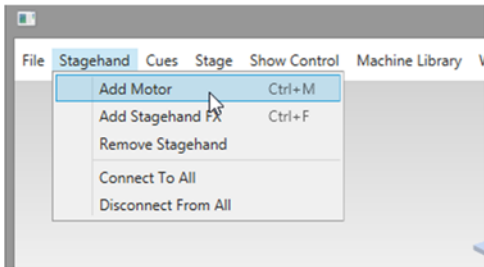 File Stagehand Cues Stage Show Control Machine Library
Add Motor Ctrl+M
Add Stagehand FX Ctrl+F
Remove Stagehand
Connect To All
Disconnect From All